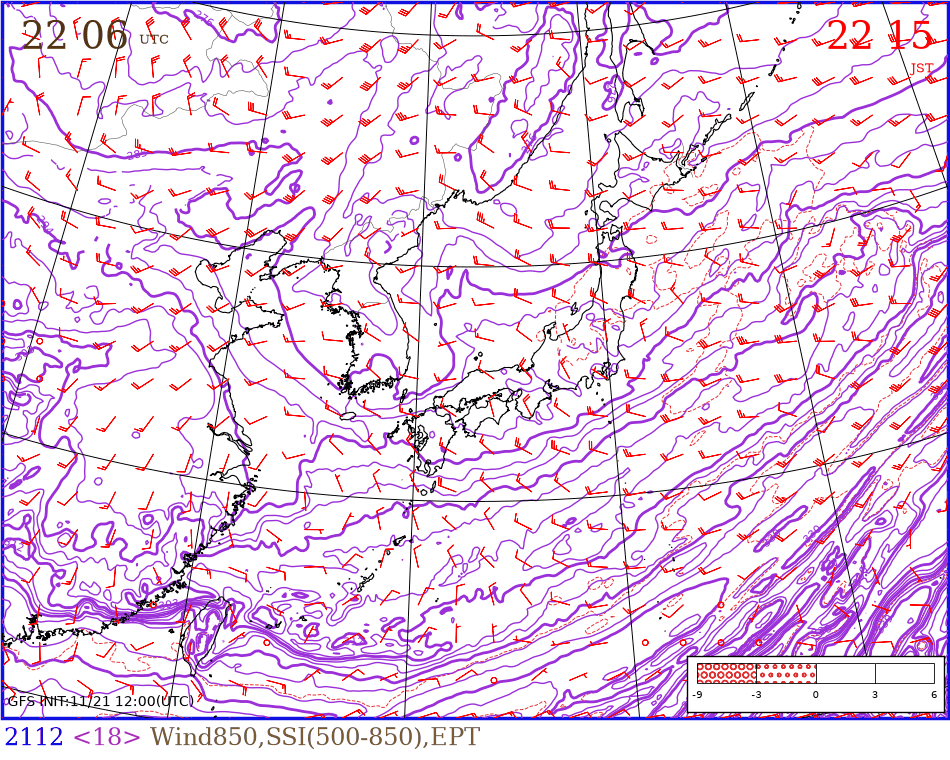 22 06 UTC
22 15
JST
GFS INIT:11/21 12:00(UTC)
-9 -3 0 3 6
2112 <18> Wind850,SSI(500-850),EPT